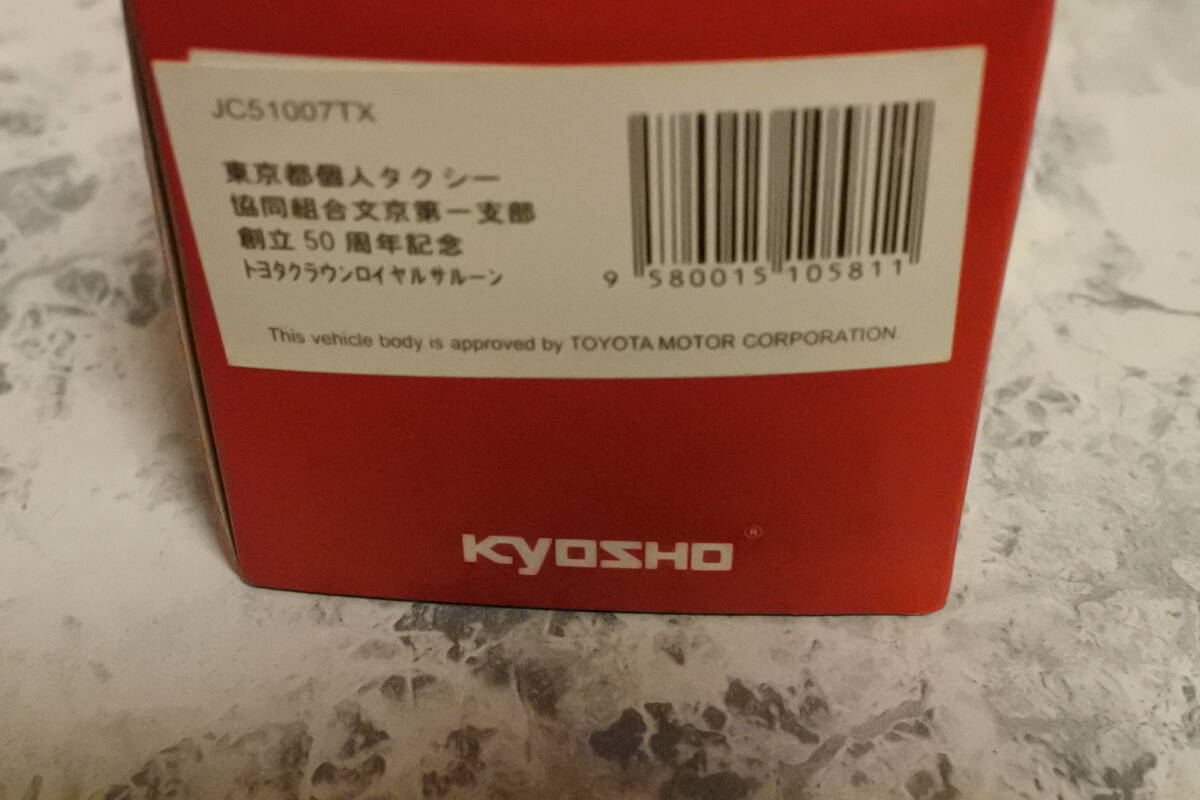 JC51007TX
東京都個人タクシー
協同組合文京第一支部
創立 50 周年記念
トヨタクラウンロイヤルサルーン
9 580015 105811
This vehicle body is approved by TOYOTA MOTOR CORPORATION.
KYOSHO ®